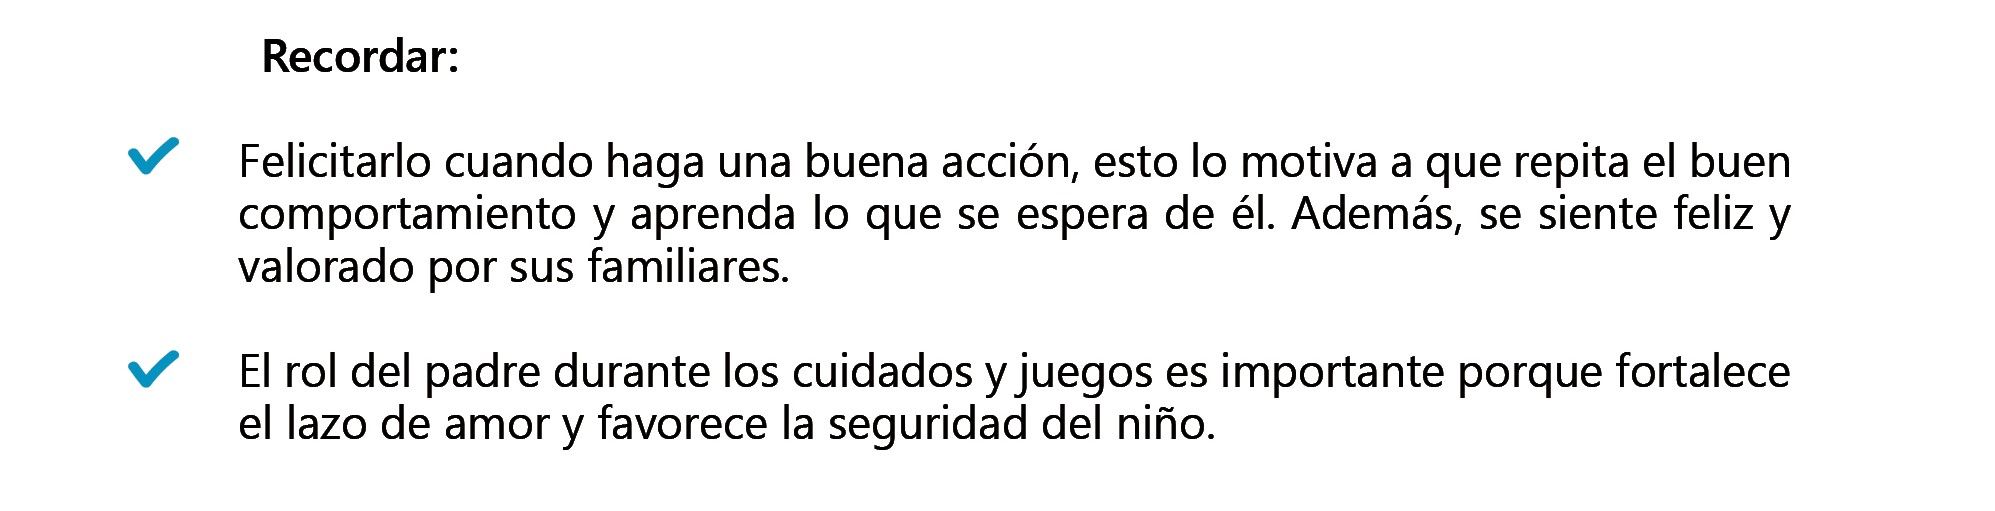 Recordar:
Felicitarlo cuando haga una buena acción, esto lo motiva a que repita el buen
comportamiento y aprenda lo que se espera de él. Además, se siente feliz y
valorado por sus familiares.
El rol del padre durante los cuidados y juegos es importante porque fortalece
el lazo de amor y favorece la seguridad del niño.